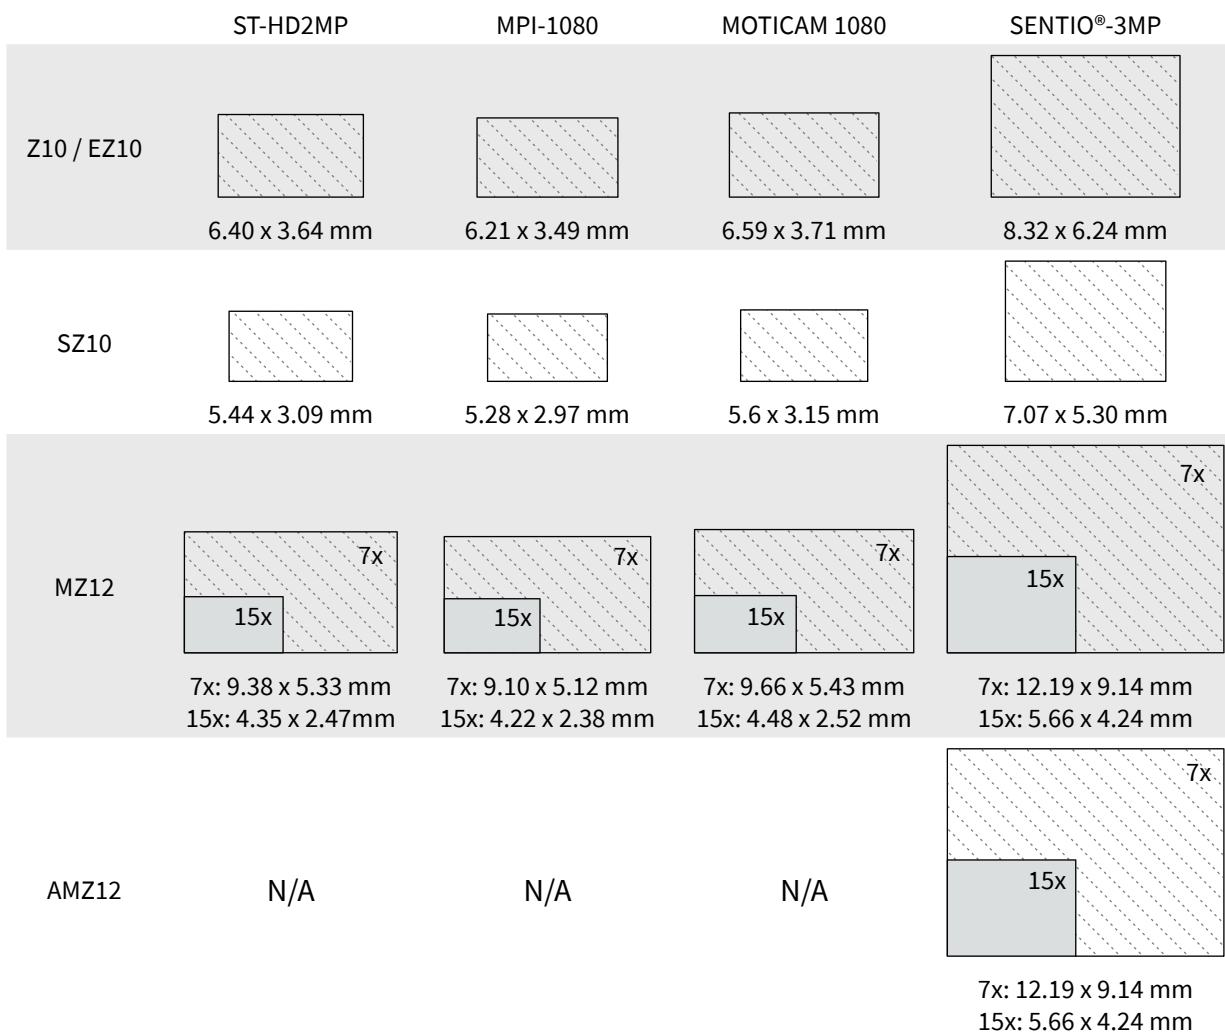 ST-HD2MP MPI-1080 MOTICAM 1080 SENTIO®-3MP
Z10 / EZ10
6.40 x 3.64 mm 6.21 x 3.49 mm 6.59 x 3.71 mm 8.32 x 6.24 mm
SZ10
5.44 x 3.09 mm 5.28 x 2.97 mm 5.6 x 3.15 mm 7.07 x 5.30 mm
7x
7x 7x 7x
15x
MZ12
15x 15x 15x
7x: 9.38 x 5.33 mm 7x: 9.10 x 5.12 mm 7x: 9.66 x 5.43 mm 7x: 12.19 x 9.14 mm
15x: 4.35 x 2.47mm 15x: 4.22 x 2.38 mm 15x: 4.48 x 2.52 mm 15x: 5.66 x 4.24 mm
7x
15x
AMZ12 N/A N/A N/A
7x: 12.19 x 9.14 mm
15x: 5.66 x 4.24 mm